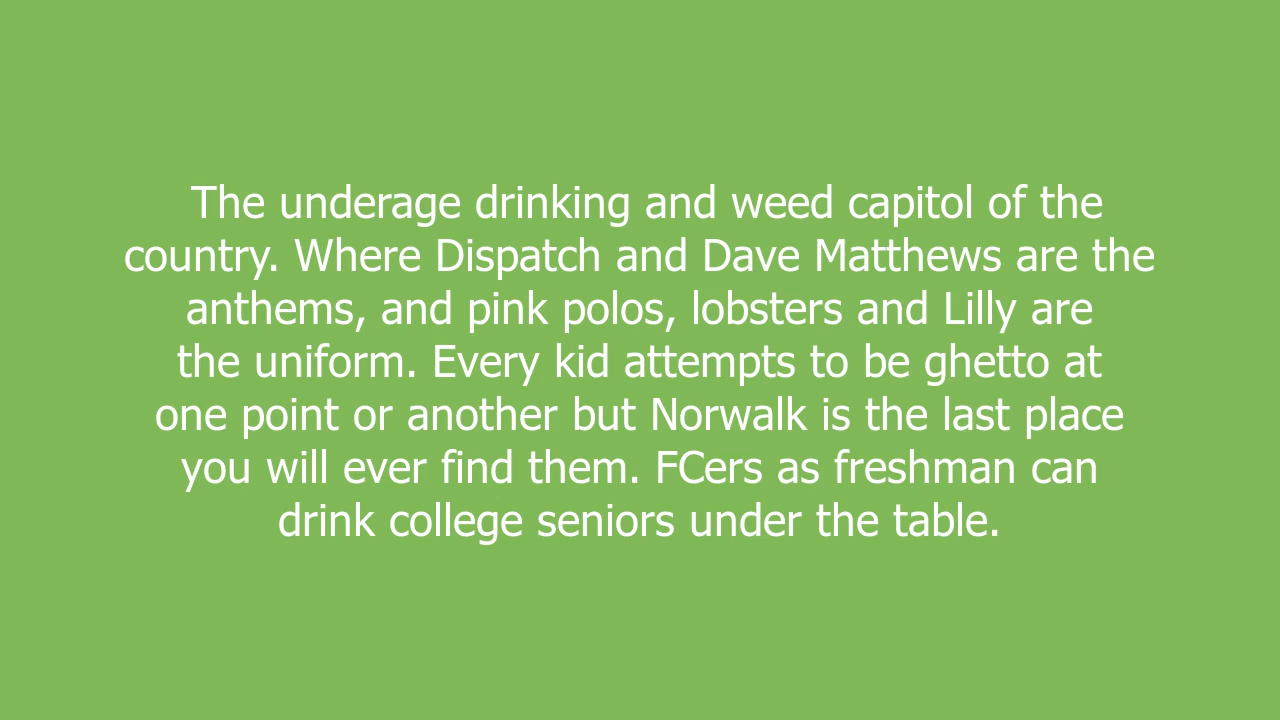 The underage drinking and weed capitol of the
country. Where Dispatch and Dave Matthews are the
anthems, and pink polos, lobsters and Lilly are
the uniform. Every kid attempts to be ghetto at
one point or another but Norwalk is the last place
you will ever find them. FCers as freshman can
drink college seniors under the table.